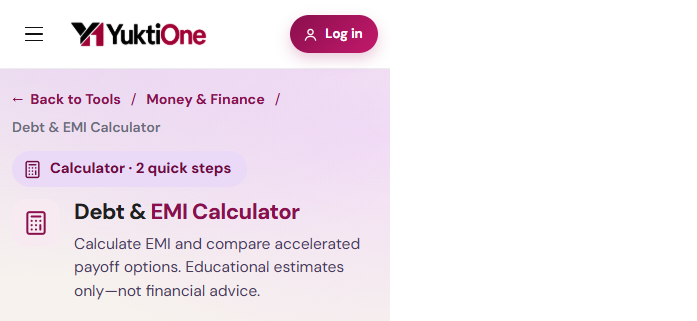 YuktiOne
Log in
← Back to Tools / Money & Finance /
Debt & EMI Calculator
Calculator · 2 quick steps
Debt & EMI Calculator
Calculate EMI and compare accelerated
payoff options. Educational estimates
only—not financial advice.